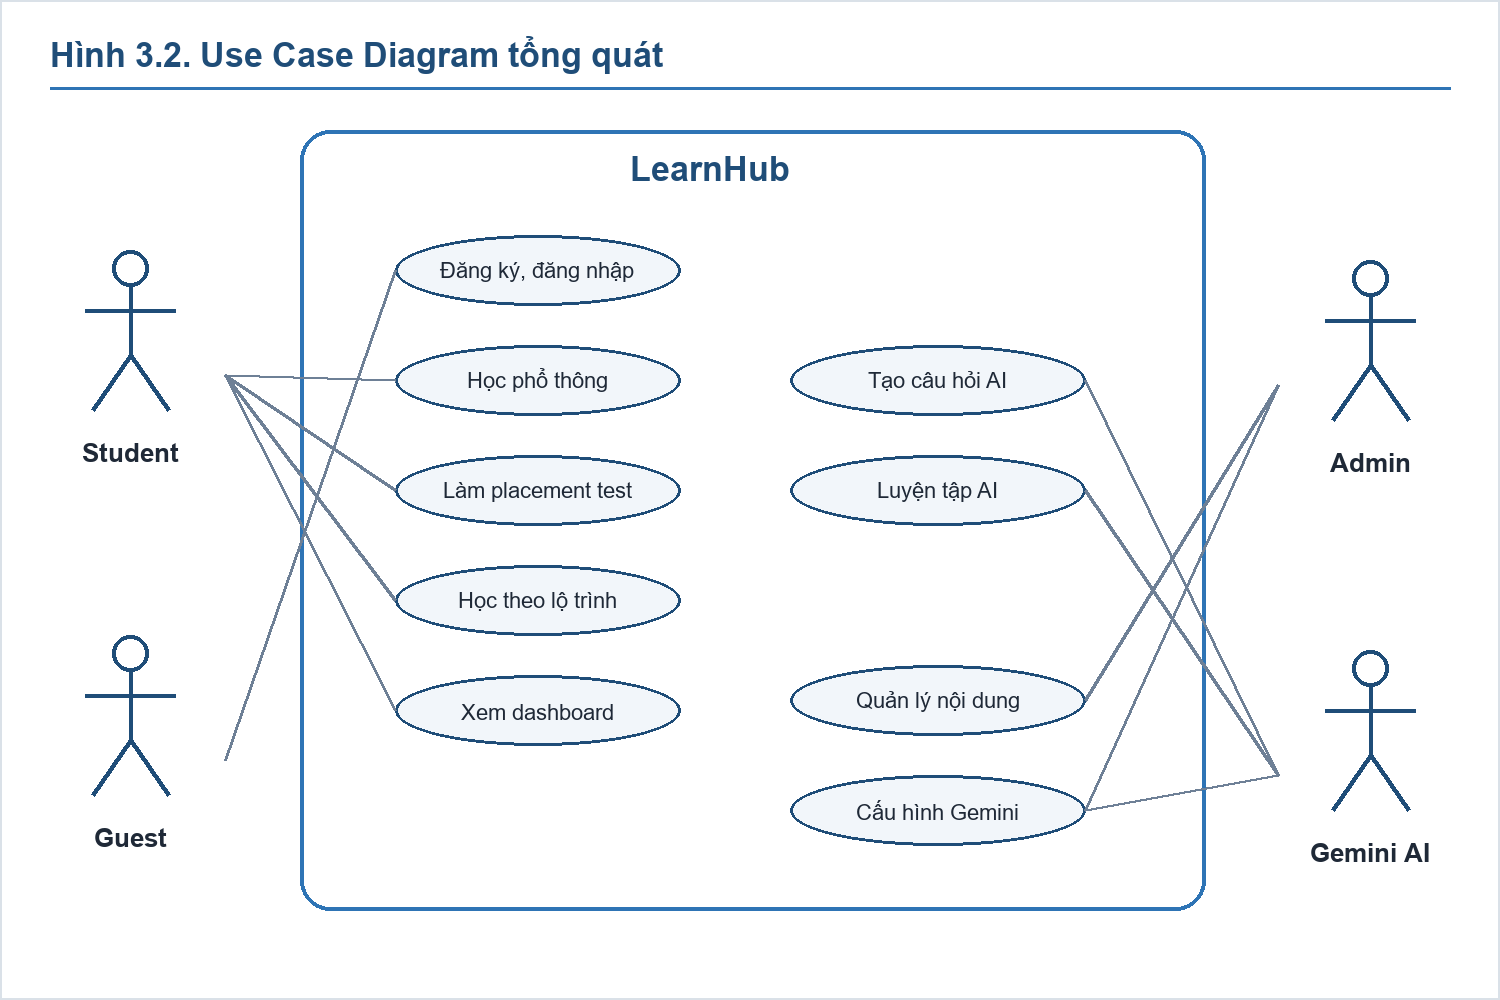 Hình 3.2. Use Case Diagram tổng quát
LearnHub
Đăng ký, đăng nhập
Học phổ thông
Tạo câu hỏi AI
Student
Admin
Làm placement test
Luyện tập AI
Học theo lộ trình
Xem dashboard
Quản lý nội dung
Cấu hình Gemini
Guest
Gemini AI